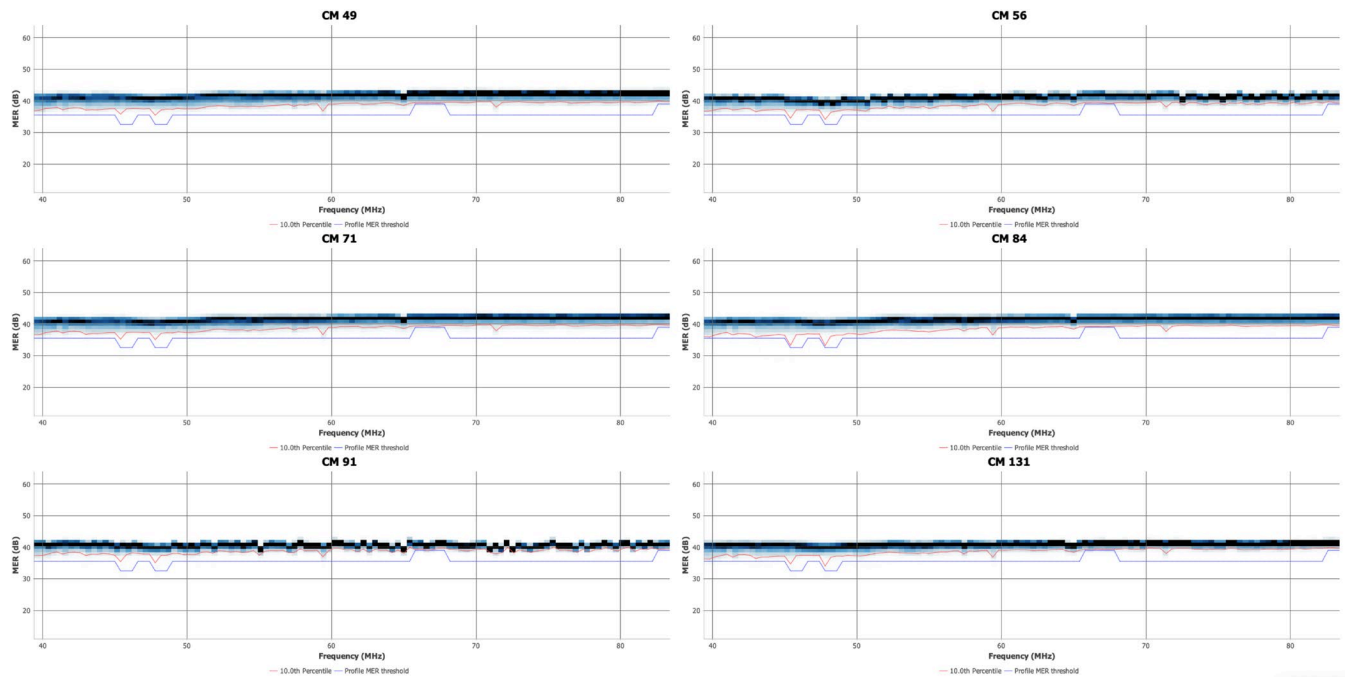 CM 49
MER (dB)
60
50
40
30
20
40 50 60 70 80
Frequency (MHz)
10.0th Percentile Profile MER threshold
CM 56
MER (dB)
60
50
40
30
20
40 50 60 70 80
Frequency (MHz)
10.0th Percentile Profile MER threshold
CM 71
MER (dB)
60
50
40
30
20
40 50 60 70 80
Frequency (MHz)
10.0th Percentile Profile MER threshold
CM 84
MER (dB)
60
50
40
30
20
40 50 60 70 80
Frequency (MHz)
10.0th Percentile Profile MER threshold
CM 91
MER (dB)
60
50
40
30
20
40 50 60 70 80
Frequency (MHz)
10.0th Percentile Profile MER threshold
CM 131
MER (dB)
60
50
40
30
20
40 50 60 70 80
Frequency (MHz)
10.0th Percentile Profile MER threshold